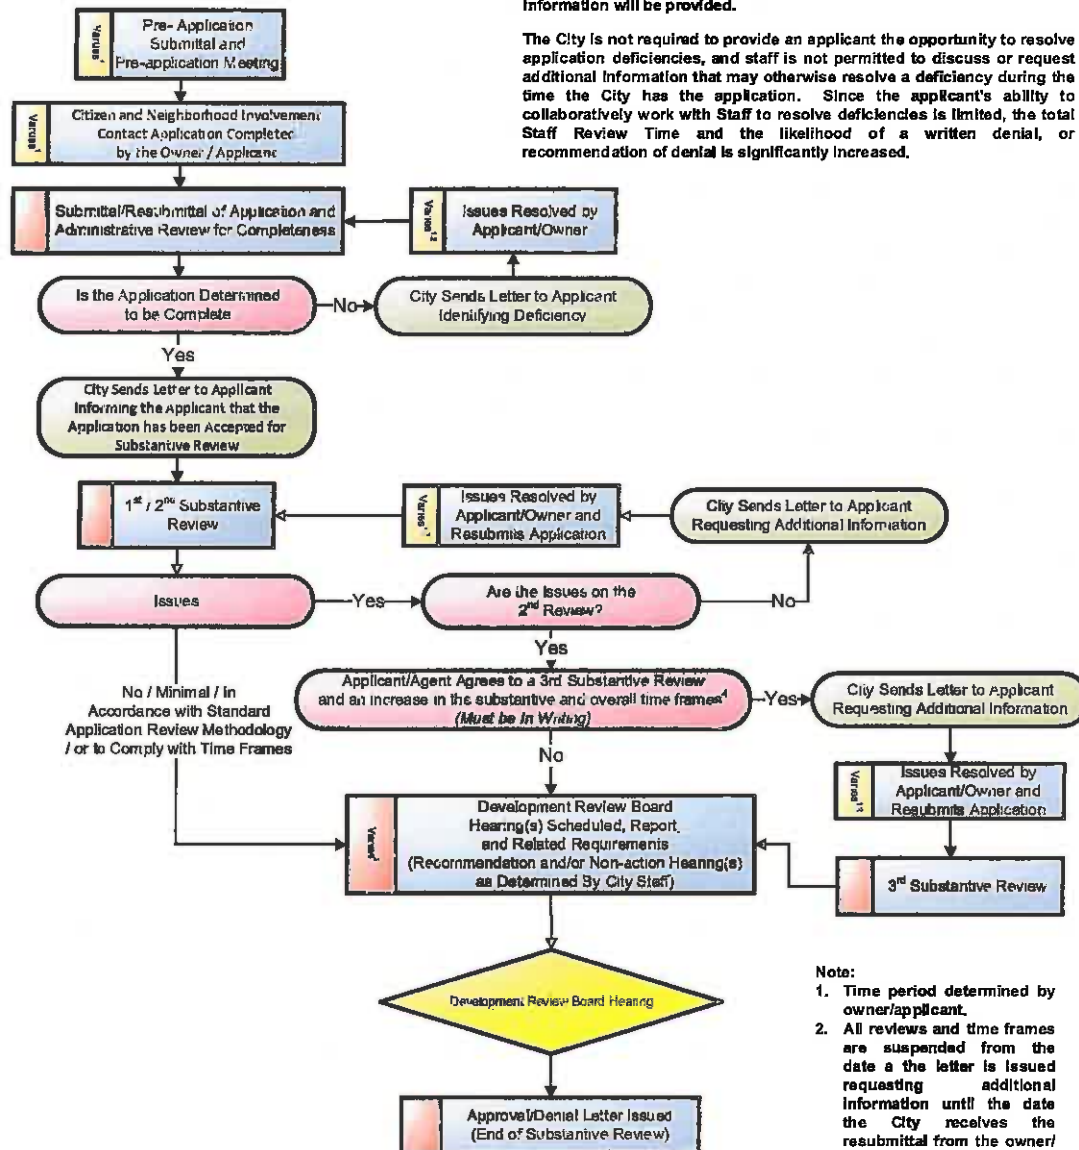 Information will be provided.
The City is not required to provide an applicant the opportunity to resolve
application deficiencies, and staff is not permitted to discuss or request
additional information that may otherwise resolve a deficiency during the
time the City has the application. Since the applicant's ability to
collaboratively work with Staff to resolve deficiencies is limited, the total
Staff Review Time and the likelihood of a written denial, or
recommendation of denial is significantly increased.
Varies¹
Pre- Application
Submittal and
Pre-application Meeting
Varies¹
Citizen and Neighborhood Involvement
Contact Application Completed
by the Owner / Applicant
Submittal/Resubmittal of Application and
Administrative Review for Completeness
Varies¹²
Issues Resolved by
Applicant/Owner
Is the Application Determined
to be Complete
No
City Sends Letter to Applicant
Identifying Deficiency
Yes
City Sends Letter to Applicant
Informing the Applicant that the
Application has been Accepted for
Substantive Review
1st / 2nd Substantive
Review
Varies
Issues Resolved by
Applicant/Owner and
Resubmits Application
City Sends Letter to Applicant
Requesting Additional Information
Issues
Yes
Are the Issues on the
2nd Review?
No
Yes
No / Minimal / in
Accordance with Standard
Application Review Methodology
/ or to Comply with Time Frames
Applicant/Agent Agrees to a 3rd Substantive Review
and an increase in the substantive and overall time frames⁴
(Must be in Writing)
Yes
City Sends Letter to Applicant
Requesting Additional Information
No
Varies¹²
Issues Resolved by
Applicant/Owner and
Resubmits Application
Varies
Development Review Board
Hearing(s) Scheduled, Report,
and Related Requirements
(Recommendation and/or Non-action Hearing(s)
as Determined By City Staff)
3rd Substantive Review
Development Review Board Hearing
Approval/Denial Letter Issued
(End of Substantive Review)
Note:
1. Time period determined by
owner/applicant.
2. All reviews and time frames
are suspended from the
date a the letter is issued
requesting additional
information until the date
the City receives the
resubmittal from the owner/